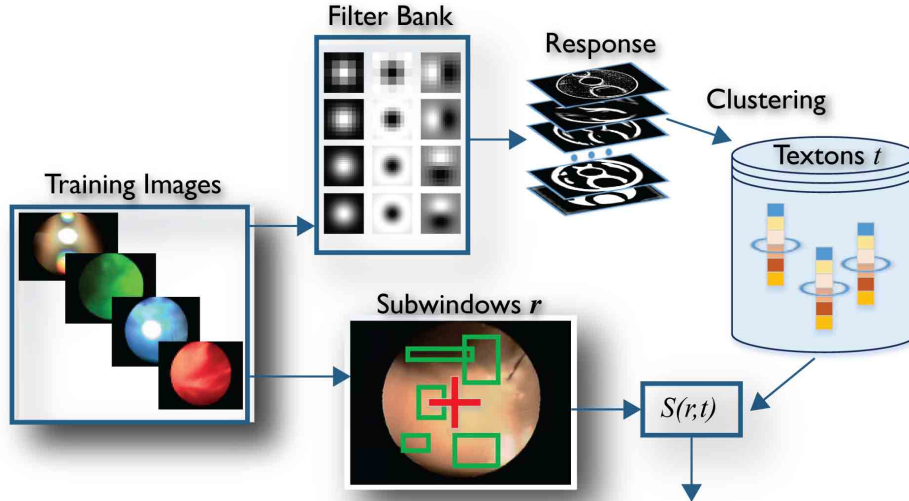 Filter Bank
Response
Clustering
Textons t
Training Images
Subwindows r
S(r,t)